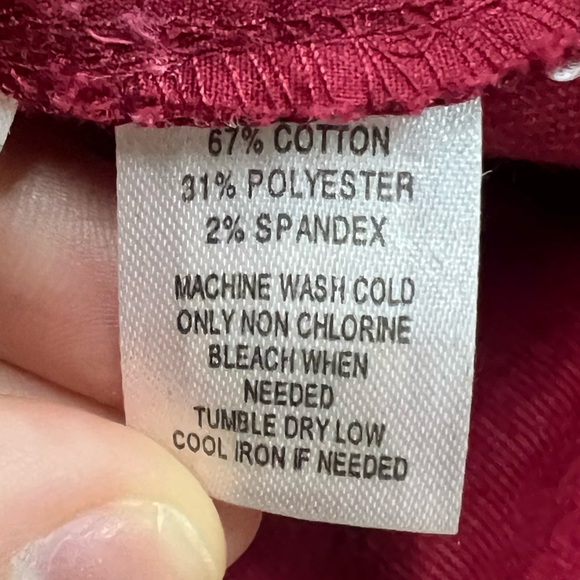 67% COTTON
31% POLYESTER
2% SPANDEX
MACHINE WASH COLD
ONLY NON CHLORINE
BLEACH WHEN
NEEDED
TUMBLE DRY LOW
COOL IRON IF NEEDED